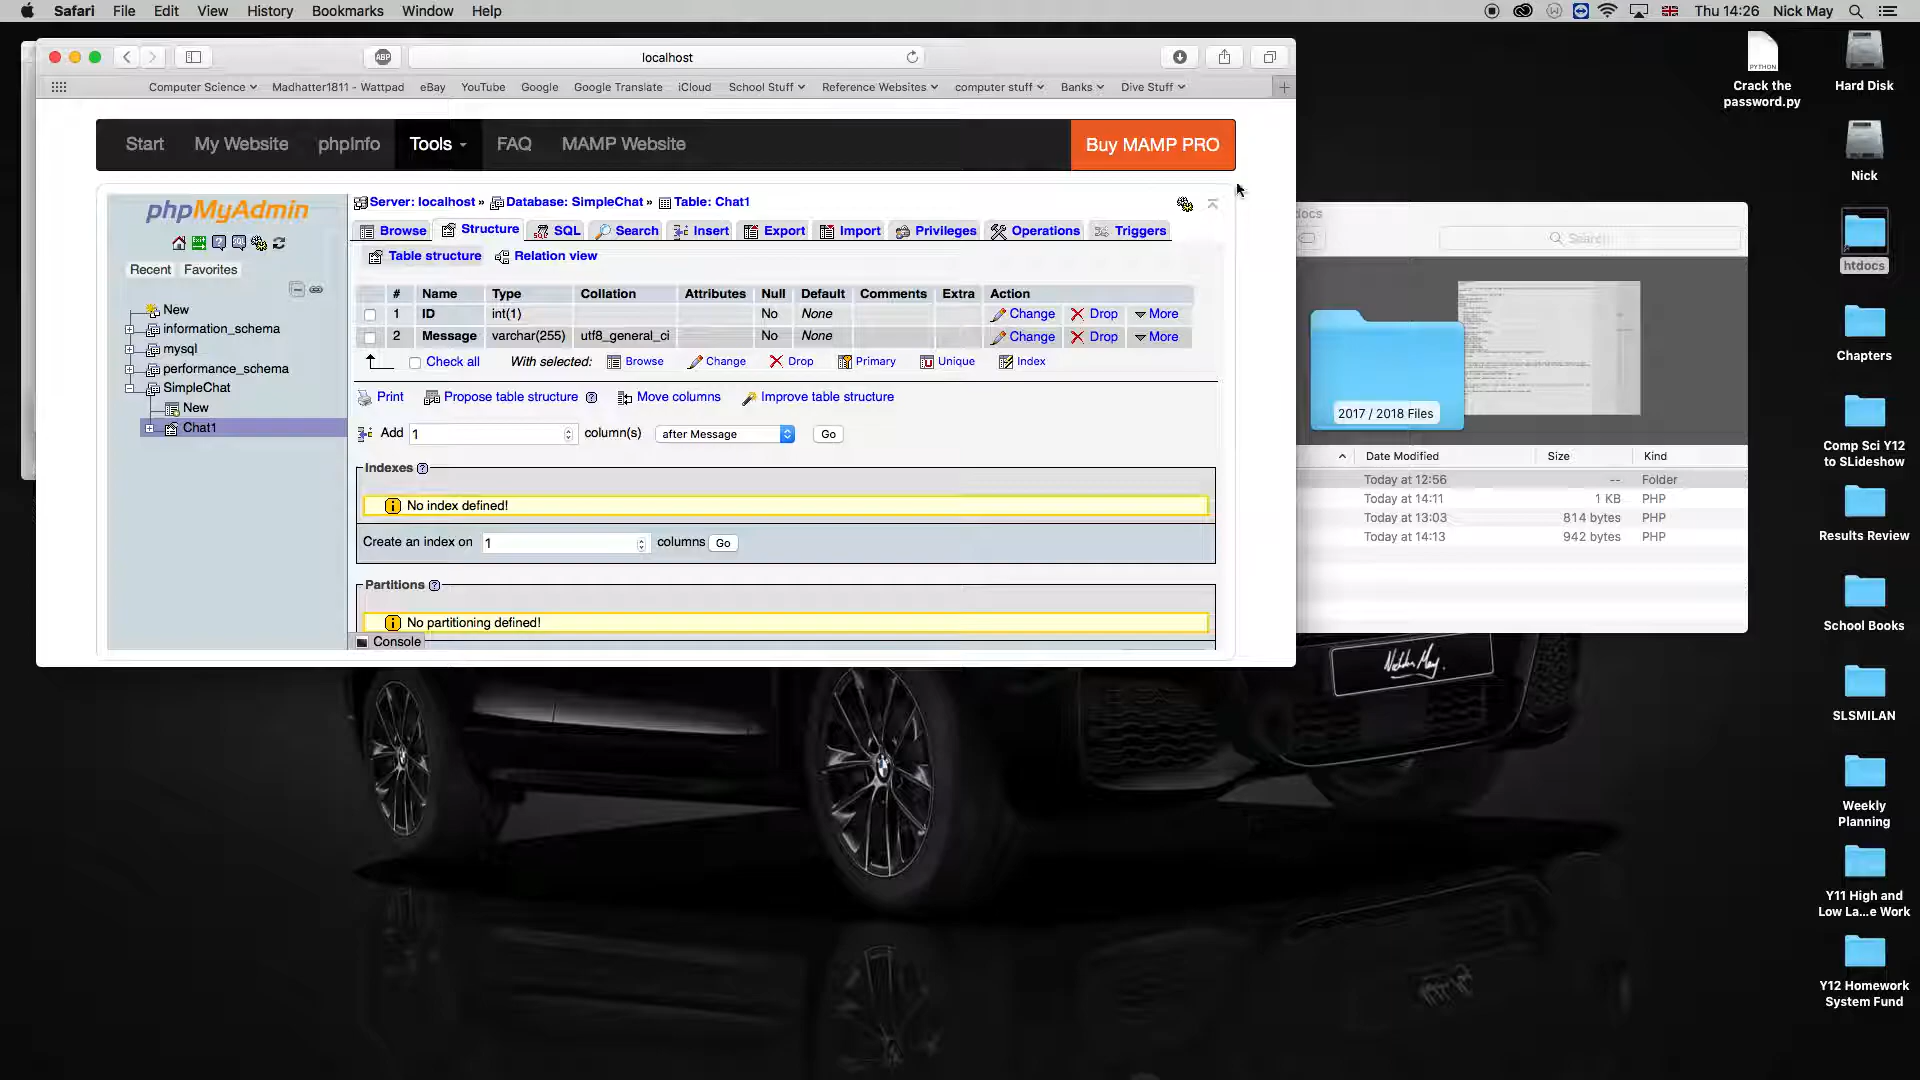 Safari File Edit View History Bookmarks Window Help Thu 14:26 Nick May
localhost
Computer Science Madhatter1811 - Wattpad eBay YouTube Google Google Translate iCloud School Stuff Reference Websites computer stuff Banks Dive Stuff
ABP
Start My Website phpInfo Tools FAQ MAMP Website Buy MAMP PRO
phpMyAdmin
Recent Favorites
New
information_schema
mysql
performance_schema
SimpleChat
New
Chat1
Server: localhost » Database: SimpleChat » Table: Chat1
Browse Structure SQL Search Insert Export Import Privileges Operations Triggers
Table structure Relation view
# Name Type Collation Attributes Null Default Comments Extra Action
1 ID int(1) No None Change Drop More
2 Message varchar(255) utf8_general_ci No None Change Drop More
Check all With selected: Browse Change Drop Primary Unique Index
Print Propose table structure Move columns Improve table structure
Add 1 column(s) after Message Go
Indexes
No index defined!
Create an index on 1 columns Go
Partitions
No partitioning defined!
Console
docs
Search
2017 / 2018 Files
Date Modified Size Kind
Today at 12:56 -- Folder
Today at 14:11 1 KB PHP
Today at 13:03 814 bytes PHP
Today at 14:13 942 bytes PHP
PYTHON
Crack the
password.py
Hard Disk
Nick
htdocs
Chapters
Comp Sci Y12
to SLideshow
Results Review
School Books
SLSMILAN
Weekly
Planning
Y11 High and
Low La...e Work
Y12 Homework
System Fund